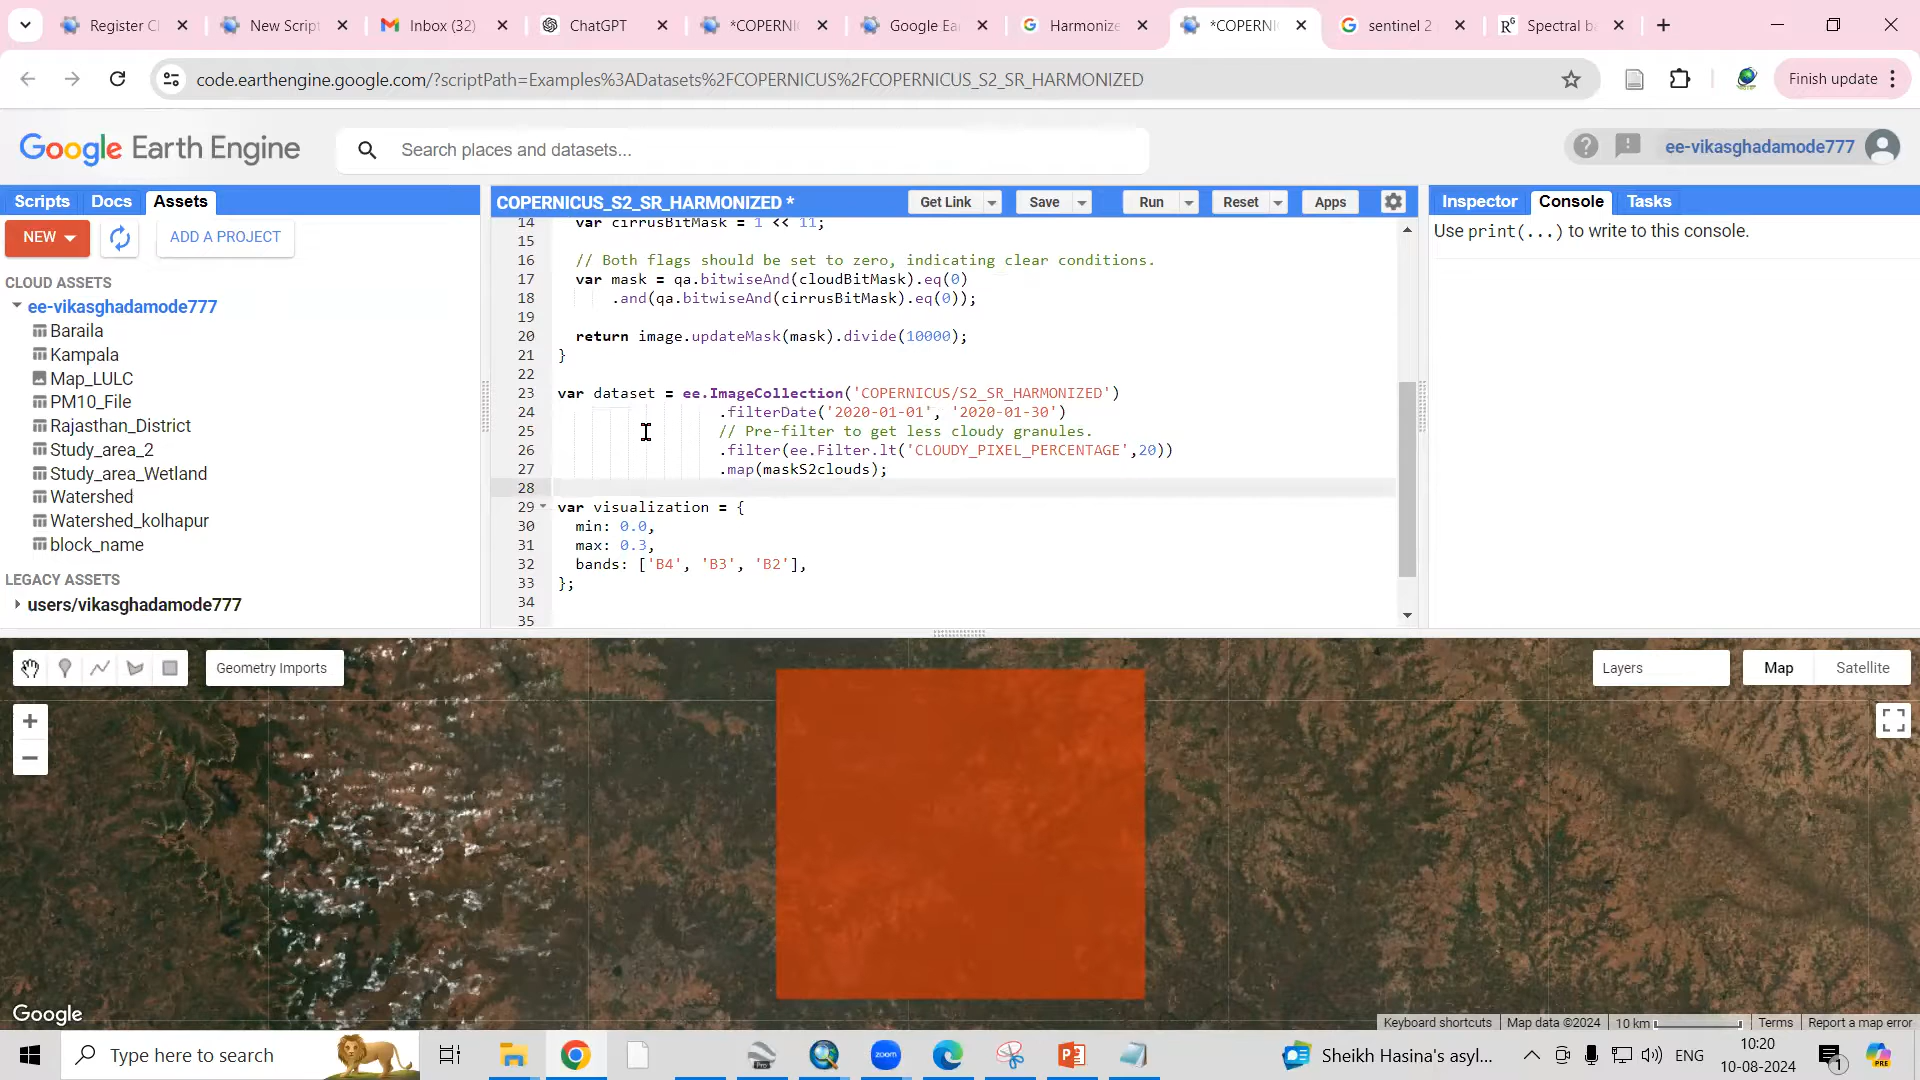 Register Cl
New Script
Inbox (32)
ChatGPT
*COPERNI
Google Ea
Harmonize
*COPERNI
sentinel 2
Spectral b
code.earthengine.google.com/?scriptPath=Examples%3ADatasets%2FCOPERNICUS%2FCOPERNICUS_S2_SR_HARMONIZED
Finish update
Google Earth Engine
Search places and datasets...
ee-vikasghadamode777
Scripts
Docs
Assets
NEW
ADD A PROJECT
CLOUD ASSETS
ee-vikasghadamode777
Baraila
Kampala
Map_LULC
PM10_File
Rajasthan_District
Study_area_2
Study_area_Wetland
Watershed
Watershed_kolhapur
block_name
LEGACY ASSETS
users/vikasghadamode777
COPERNICUS_S2_SR_HARMONIZED *
Get Link
Save
Run
Reset
Apps
14 var cirrusBitMask = 1 << 11;
15
16 // Both flags should be set to zero, indicating clear conditions.
17 var mask = qa.bitwiseAnd(cloudBitMask).eq(0)
18 .and(qa.bitwiseAnd(cirrusBitMask).eq(0));
19
20 return image.updateMask(mask).divide(10000);
21 }
22
23 var dataset = ee.ImageCollection('COPERNICUS/S2_SR_HARMONIZED')
24 .filterDate('2020-01-01', '2020-01-30')
25 // Pre-filter to get less cloudy granules.
26 .filter(ee.Filter.lt('CLOUDY_PIXEL_PERCENTAGE',20))
27 .map(maskS2clouds);
28
29 var visualization = {
30 min: 0.0,
31 max: 0.3,
32 bands: ['B4', 'B3', 'B2'],
33 };
34
35
Inspector
Console
Tasks
Use print(...) to write to this console.
Geometry Imports
Layers
Map
Satellite
Google
Keyboard shortcuts
Map data ©2024
10 km
Terms
Report a map error
Type here to search
zoom
Sheikh Hasina's asyl...
ENG
10:20
10-08-2024
1